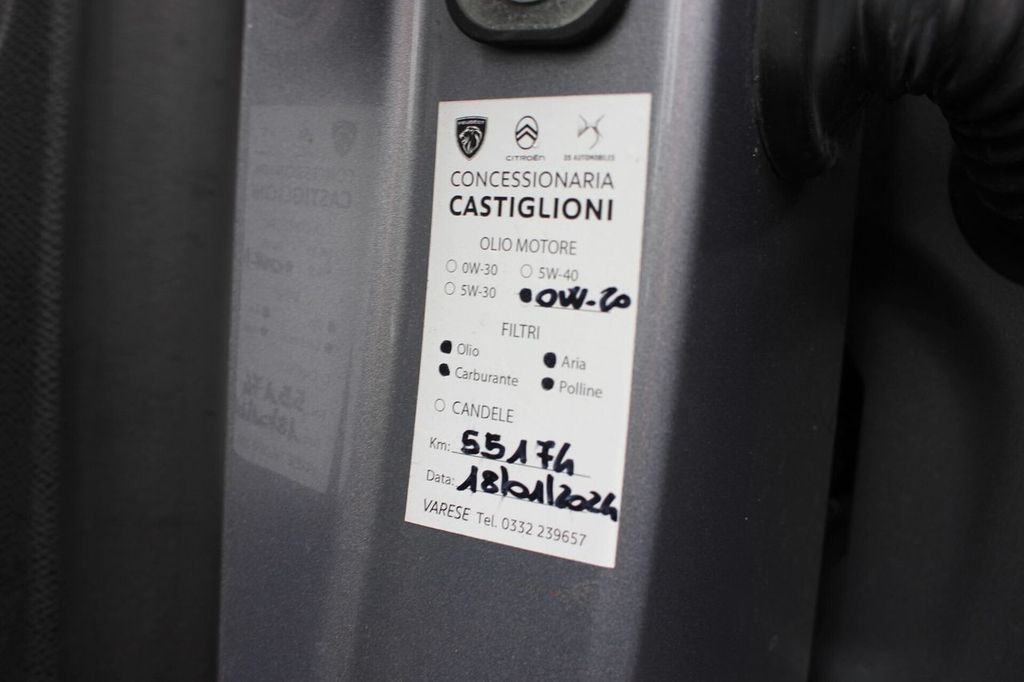 PEUGEOT CITROËN DS AUTOMOBILES
CONCESSIONARIA
CASTIGLIONI
OLIO MOTORE
0W-30 5W-40
5W-30 0W-20
FILTRI
Olio Aria
Carburante Polline
CANDELE
Km: 55174
Data: 18/01/2024
VARESE Tel. 0332 239657